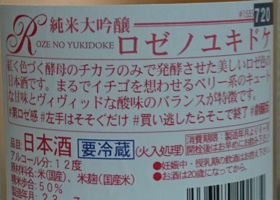 純米大吟醸
ROZE NO YUKIDOKE
ロゼノユキドケ
720
紅く色づく酵母のチカラのみで発酵させた美しいロゼ色の
日本酒です。まるでイチゴを想わせるベリー系のキュート
な甘味とヴィヴィッドな酸味のバランスが特徴です。
#業ロゼ感 #左手はそえるだけ #買い逃したらそこで終了
品目 日本酒 要冷蔵 (火入処理)
アルコール分:12度
原材料名:米(国産)、米麹(国産米)
精米歩合:50%
●妊娠中・授乳期の飲酒はお
●お酒は20歳になってから